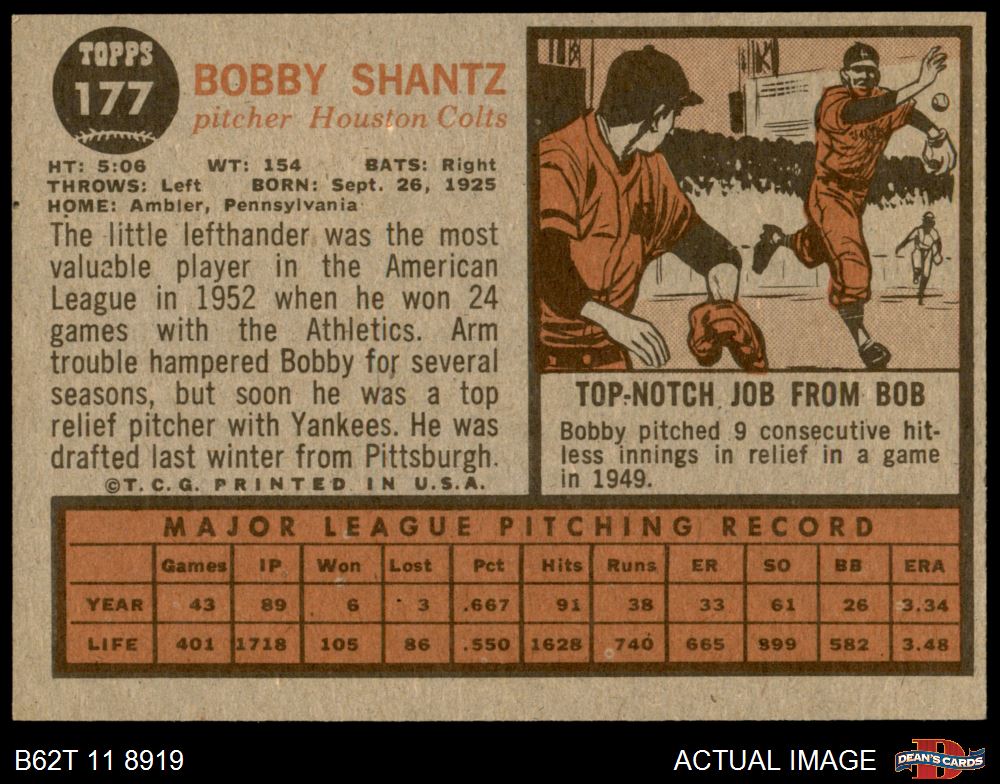 TOPPS
177
BOBBY SHANTZ
pitcher Houston Colts
HT: 5:06 WT: 154 BATS: Right
THROWS: Left BORN: Sept. 26, 1925
HOME: Ambler, Pennsylvania
The little lefthander was the most
valuable player in the American
League in 1952 when he won 24
games with the Athletics. Arm
trouble hampered Bobby for several
seasons, but soon he was a top
relief pitcher with Yankees. He was
drafted last winter from Pittsburgh.
©T.C.G. PRINTED IN U.S.A.
TOP-NOTCH JOB FROM BOB
Bobby pitched 9 consecutive hit-
less innings in relief in a game
in 1949.
MAJOR LEAGUE PITCHING RECORD
Games IP Won Lost Pct Hits Runs ER SO BB ERA
YEAR 43 89 6 3 .667 91 38 33 61 26 3.34
LIFE 401 1718 105 86 .550 1628 740 665 899 582 3.48
B62T 11 8919 ACTUAL IMAGE DEAN'S CARDS